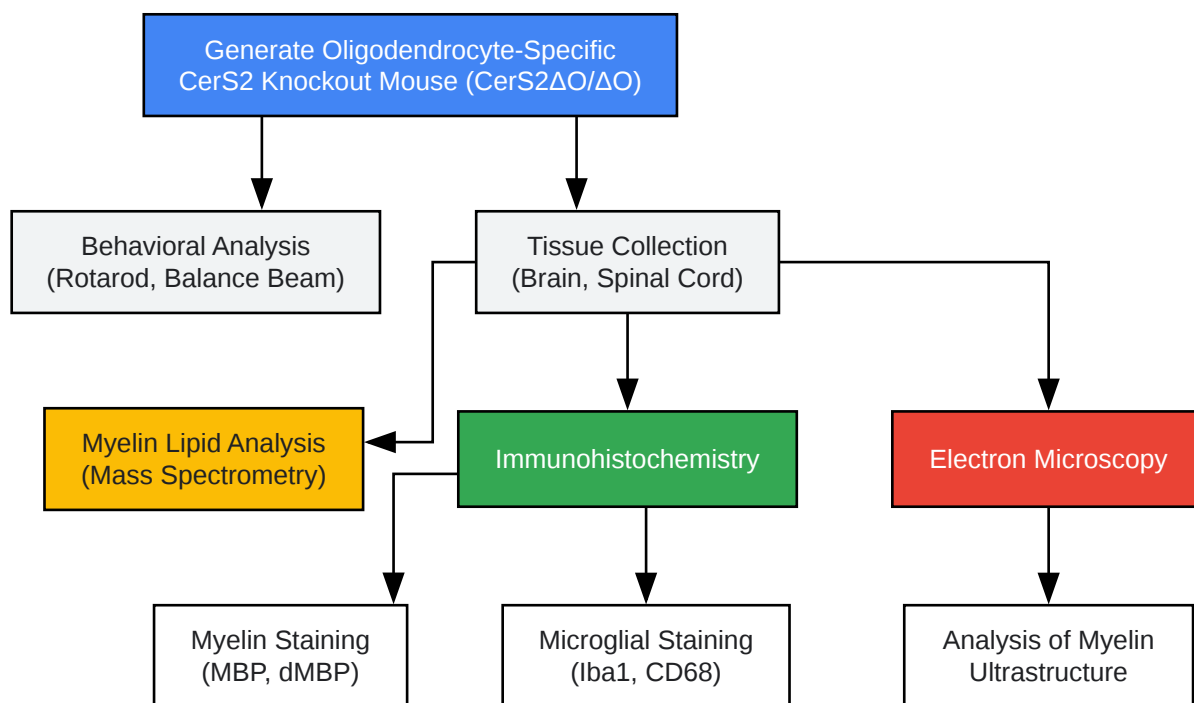 Generate Oligodendrocyte-Specific
CerS2 Knockout Mouse (CerS2ΔO/ΔO)
Behavioral Analysis
(Rotarod, Balance Beam)
Tissue Collection
(Brain, Spinal Cord)
Myelin Lipid Analysis
(Mass Spectrometry)
Immunohistochemistry
Electron Microscopy
Myelin Staining
(MBP, dMBP)
Microglial Staining
(Iba1, CD68)
Analysis of Myelin
Ultrastructure